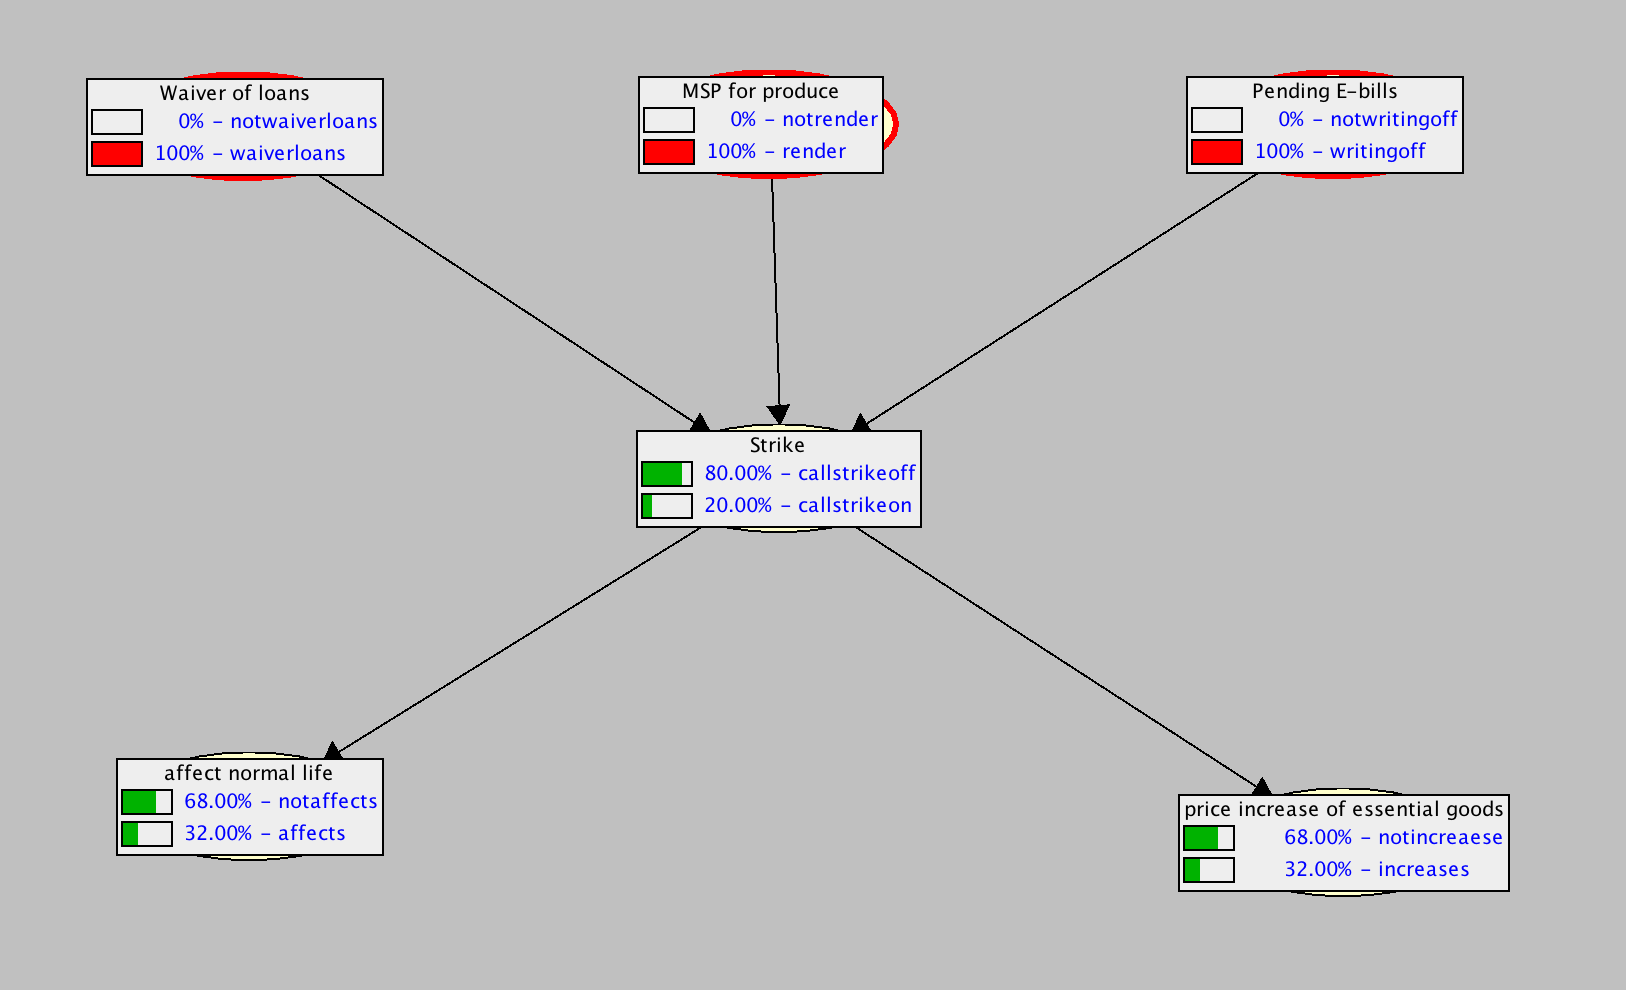 Waiver of loans
0% - notwaiverloans
100% - waiverloans
MSP for produce
0% - notrender
100% - render
Pending E-bills
0% - notwritingoff
100% - writingoff
Strike
80.00% - callstrikeoff
20.00% - callstrikeon
affect normal life
68.00% - notaffects
32.00% - affects
price increase of essential goods
68.00% - notincreaese
32.00% - increases